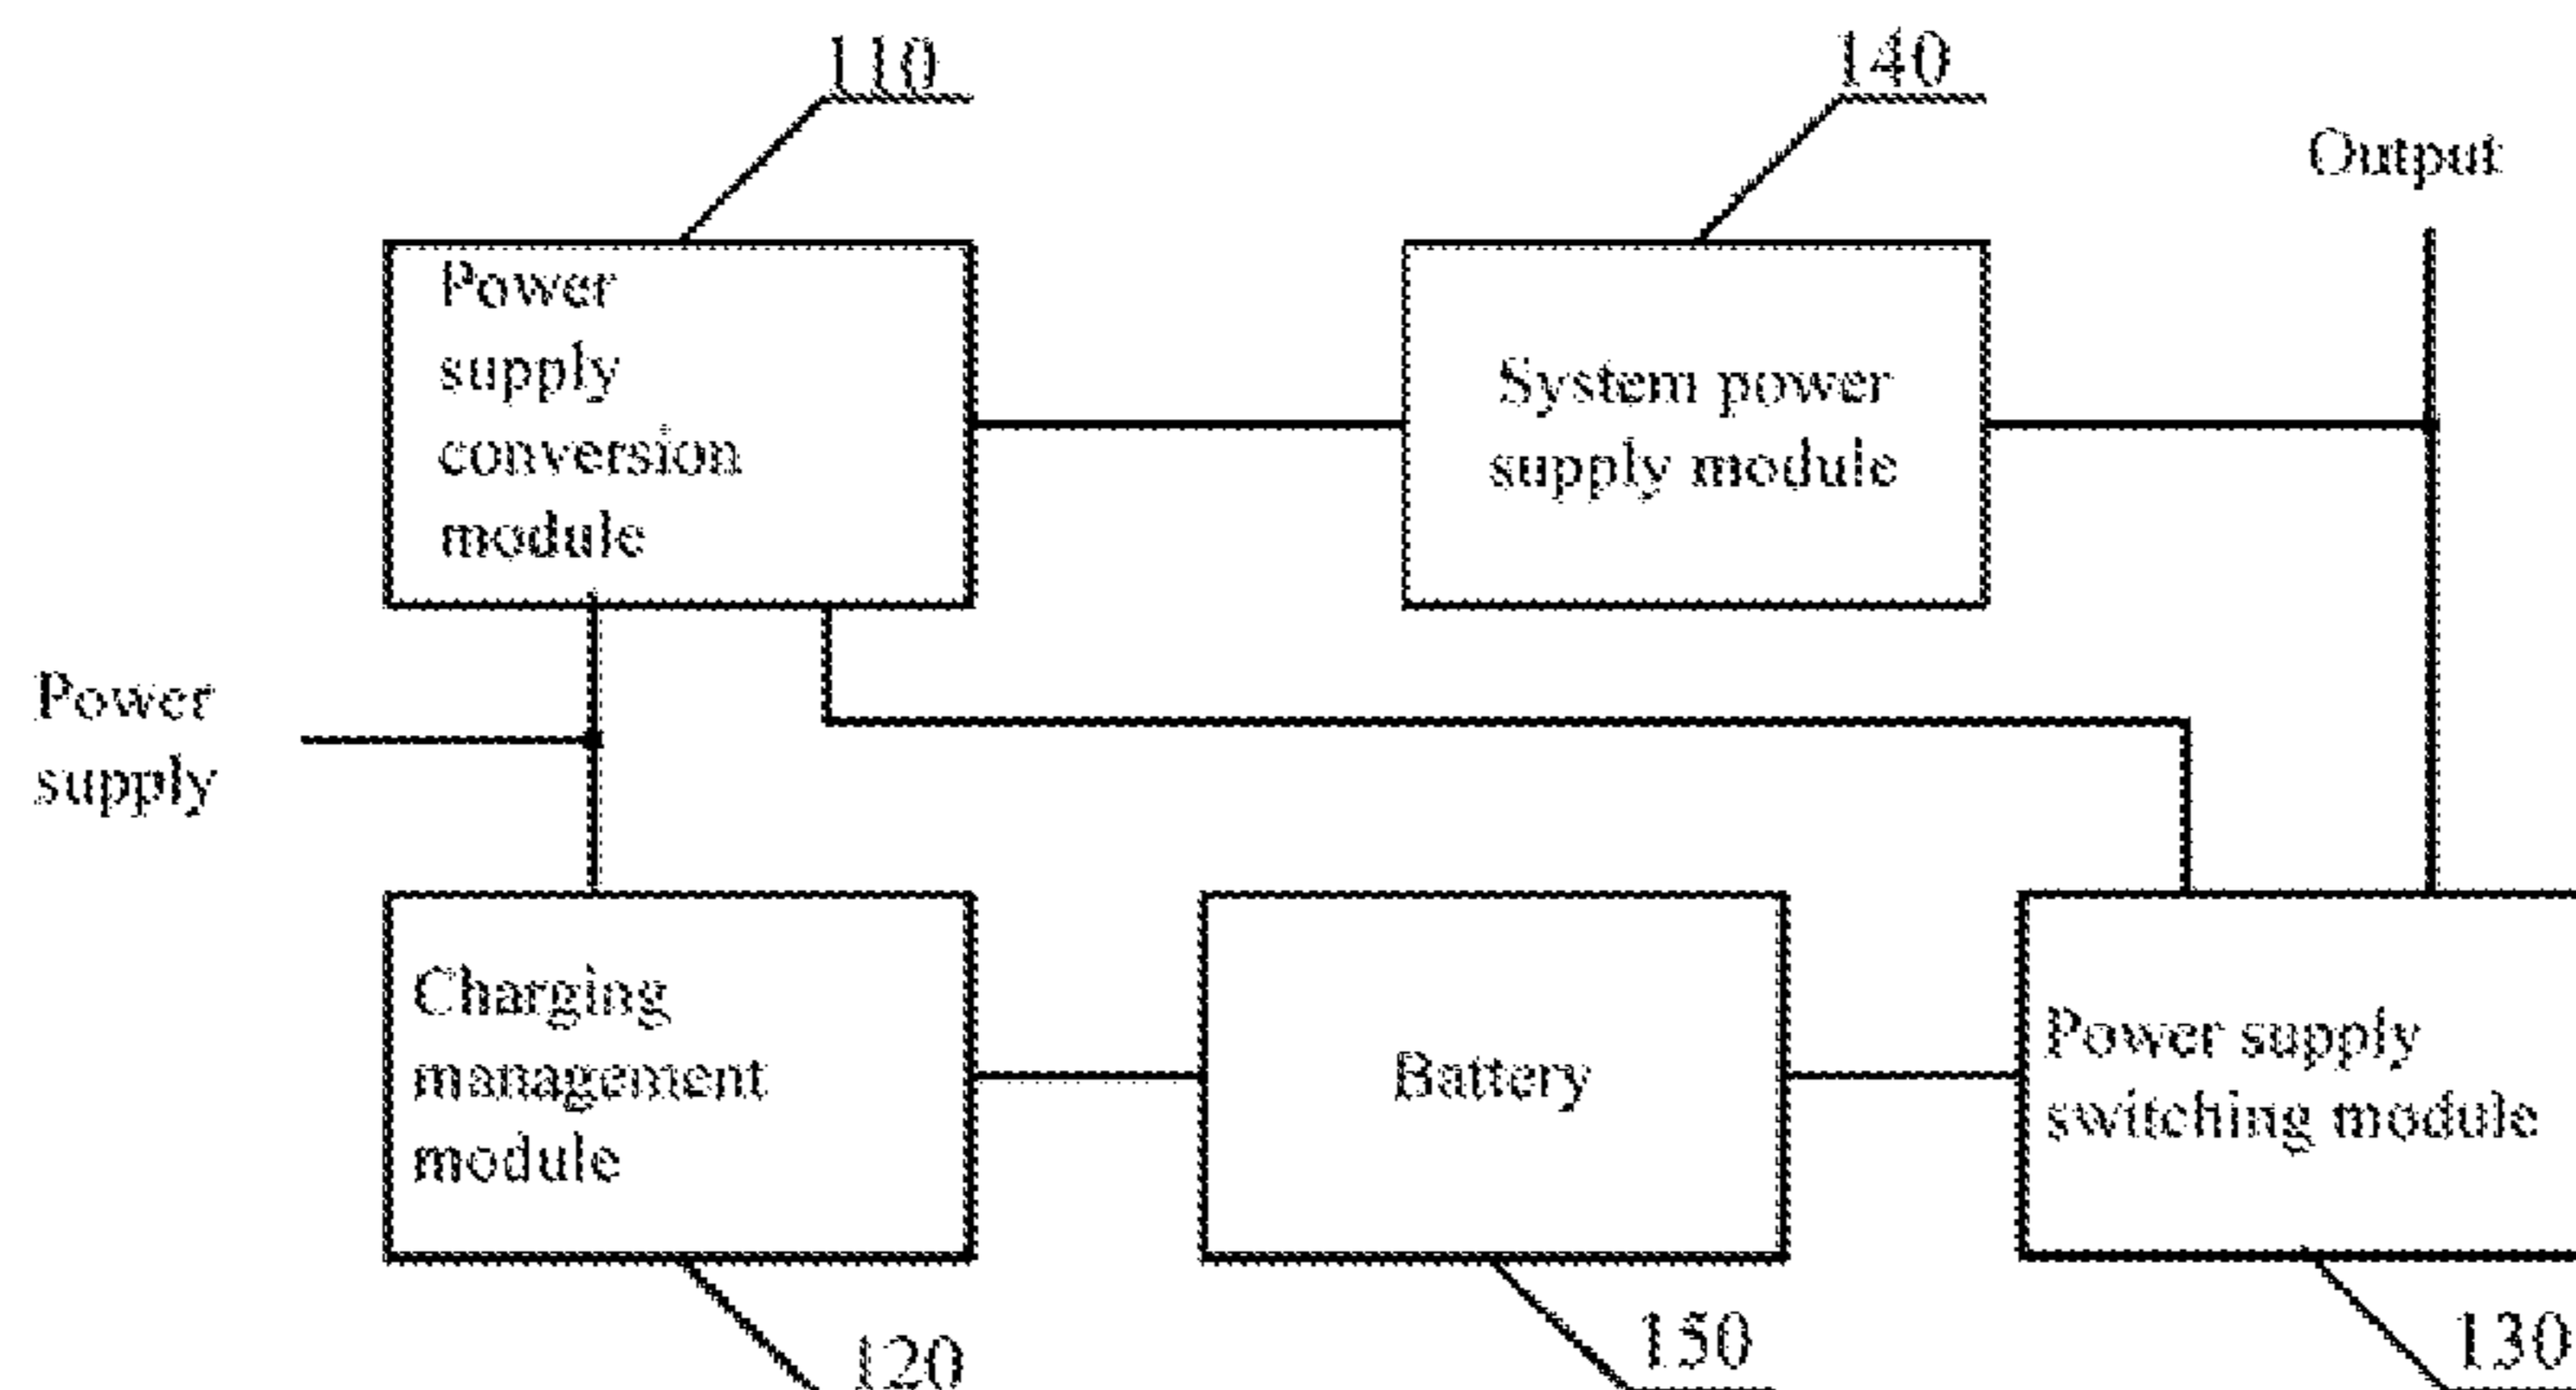 110
140
Output
Power
supply
conversion
module
System power
supply module
Power
supply
Charging
management
module
Battery
Power supply
switching module
120
150
130